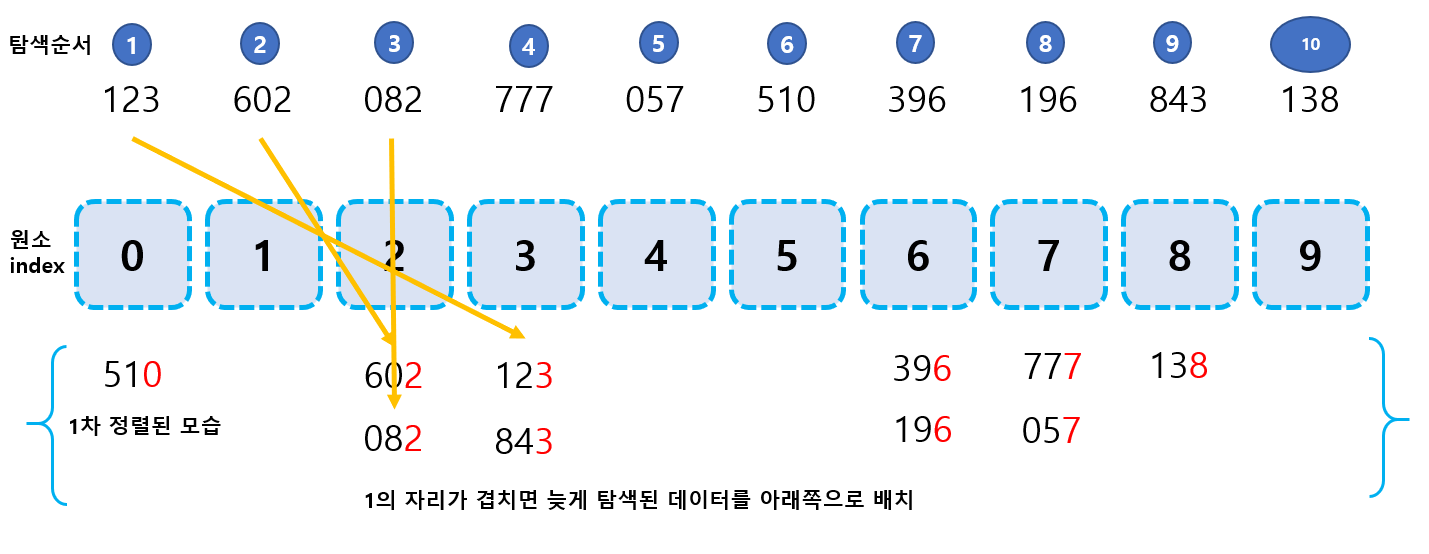 탐색순서 1 2 3 4 5 6 7 8 9 10
123 602 082 777 057 510 396 196 843 138
원소
index
0 1 2 3 4 5 6 7 8 9
510 602 123 396 777 138
1차 정렬된 모습
082 843 196 057
1의 자리가 겹치면 늦게 탐색된 데이터를 아래쪽으로 배치